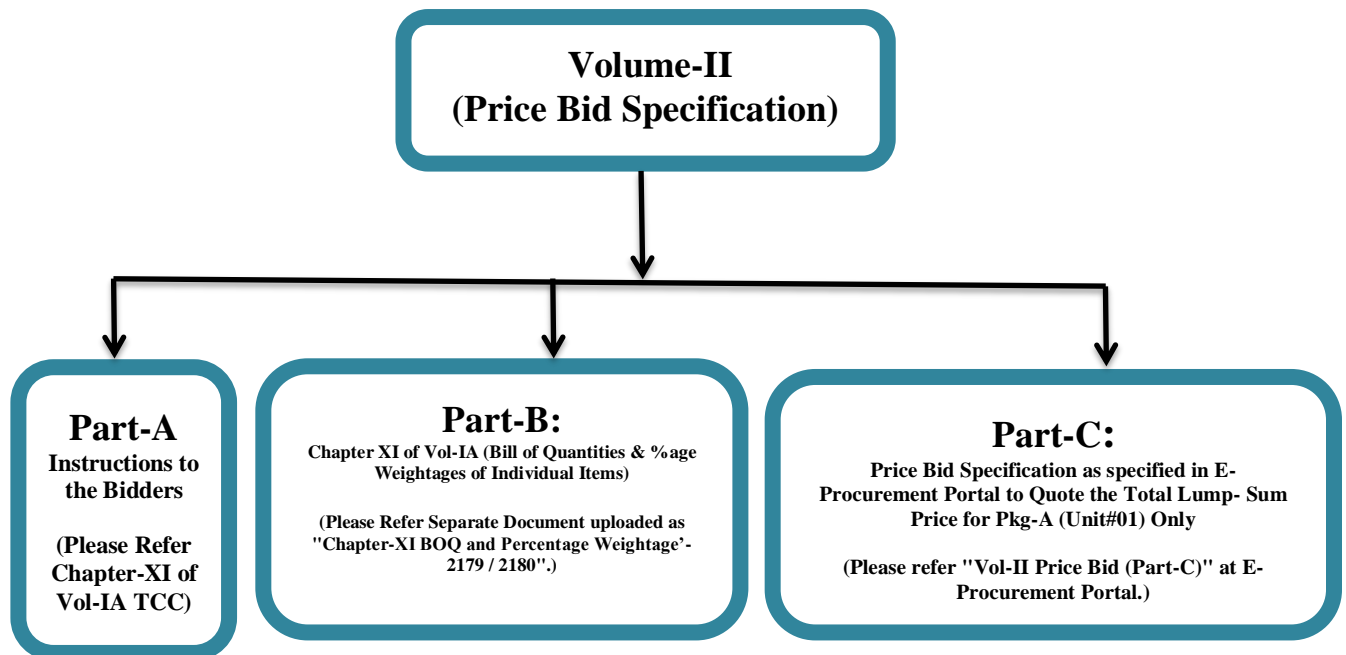 Volume-II
(Price Bid Specification)
Part-A
Instructions to
the Bidders
(Please Refer
Chapter-XI of
Vol-IA TCC)
Part-B:
Chapter XI of Vol-IA (Bill of Quantities & %age
Weightages of Individual Items)
(Please Refer Separate Document uploaded as
"Chapter-XI BOQ and Percentage Weightage’-
2179 / 2180".)
Part-C:
Price Bid Specification as specified in E-
Procurement Portal to Quote the Total Lump- Sum
Price for Pkg-A (Unit#01) Only
(Please refer "Vol-II Price Bid (Part-C)" at E-
Procurement Portal.)